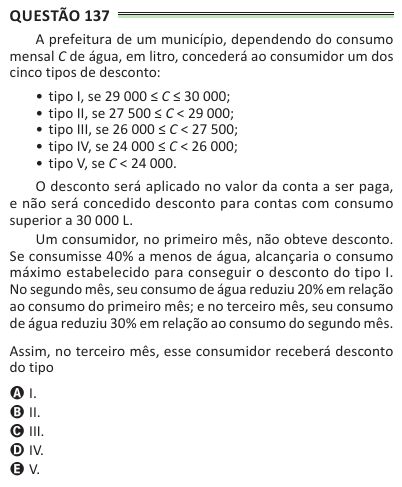 QUESTÃO 137
A prefeitura de um município, dependendo do consumo
mensal C de água, em litro, concederá ao consumidor um dos
cinco tipos de desconto:
• tipo I, se 29 000 ≤ C ≤ 30 000;
• tipo II, se 27 500 ≤ C < 29 000;
• tipo III, se 26 000 ≤ C < 27 500;
• tipo IV, se 24 000 ≤ C < 26 000;
• tipo V, se C < 24 000.
O desconto será aplicado no valor da conta a ser paga,
e não será concedido desconto para contas com consumo
superior a 30 000 L.
Um consumidor, no primeiro mês, não obteve desconto.
Se consumisse 40% a menos de água, alcançaria o consumo
máximo estabelecido para conseguir o desconto do tipo I.
No segundo mês, seu consumo de água reduziu 20% em relação
ao consumo do primeiro mês; e no terceiro mês, seu consumo
de água reduziu 30% em relação ao consumo do segundo mês.
Assim, no terceiro mês, esse consumidor receberá desconto
do tipo
A I.
B II.
C III.
D IV.
E V.